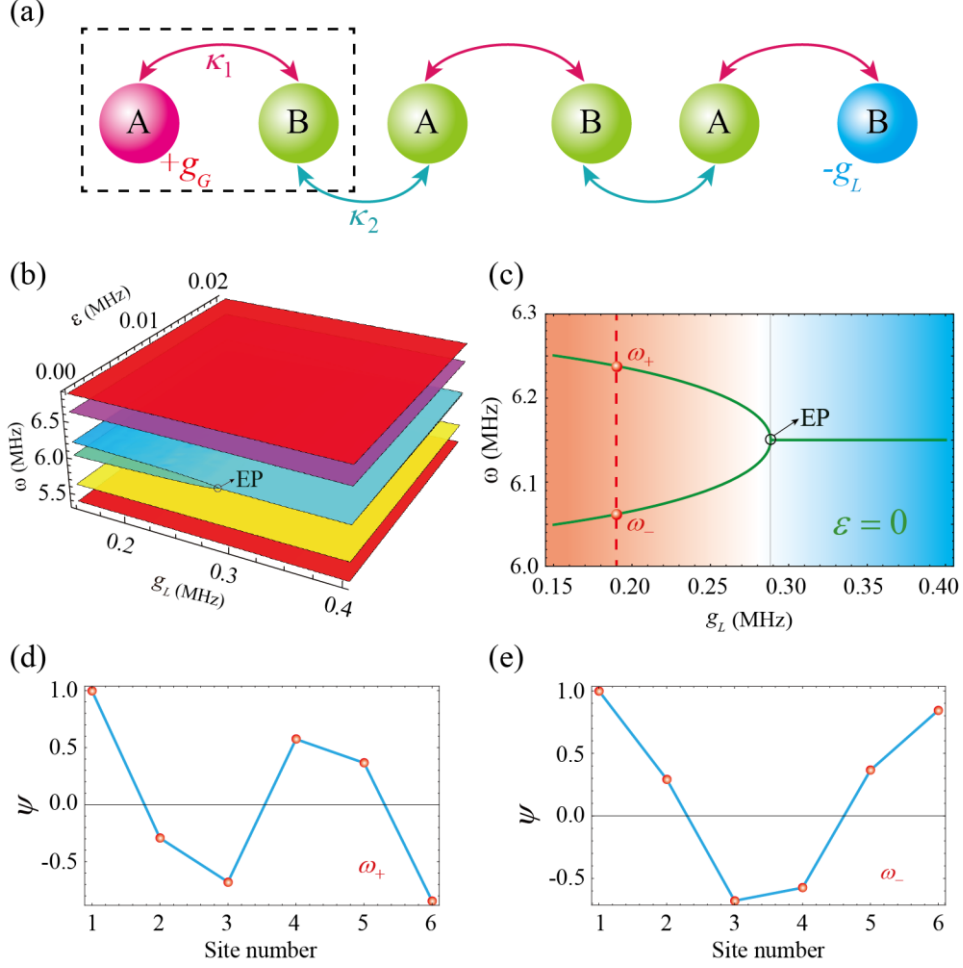 (a)
A B A B A B
κ₁
+g_G
-g_L
κ₂
(b)
(c)
0.02
0.01
0.00
ε (MHz)
6.5
6.0
5.5
ω (MHz)
EP
0.2
0.3
0.4
g_L (MHz)
6.3
6.2
6.1
6.0
ω (MHz)
ω₊
EP
ω₋
ε = 0
0.15 0.20 0.25 0.30 0.35 0.40
g_L (MHz)
(d)
(e)
1.0
0.5
0.0
-0.5
ψ
ω₊
1 2 3 4 5 6
Site number
1.0
0.5
0.0
-0.5
ψ
ω₋
1 2 3 4 5 6
Site number